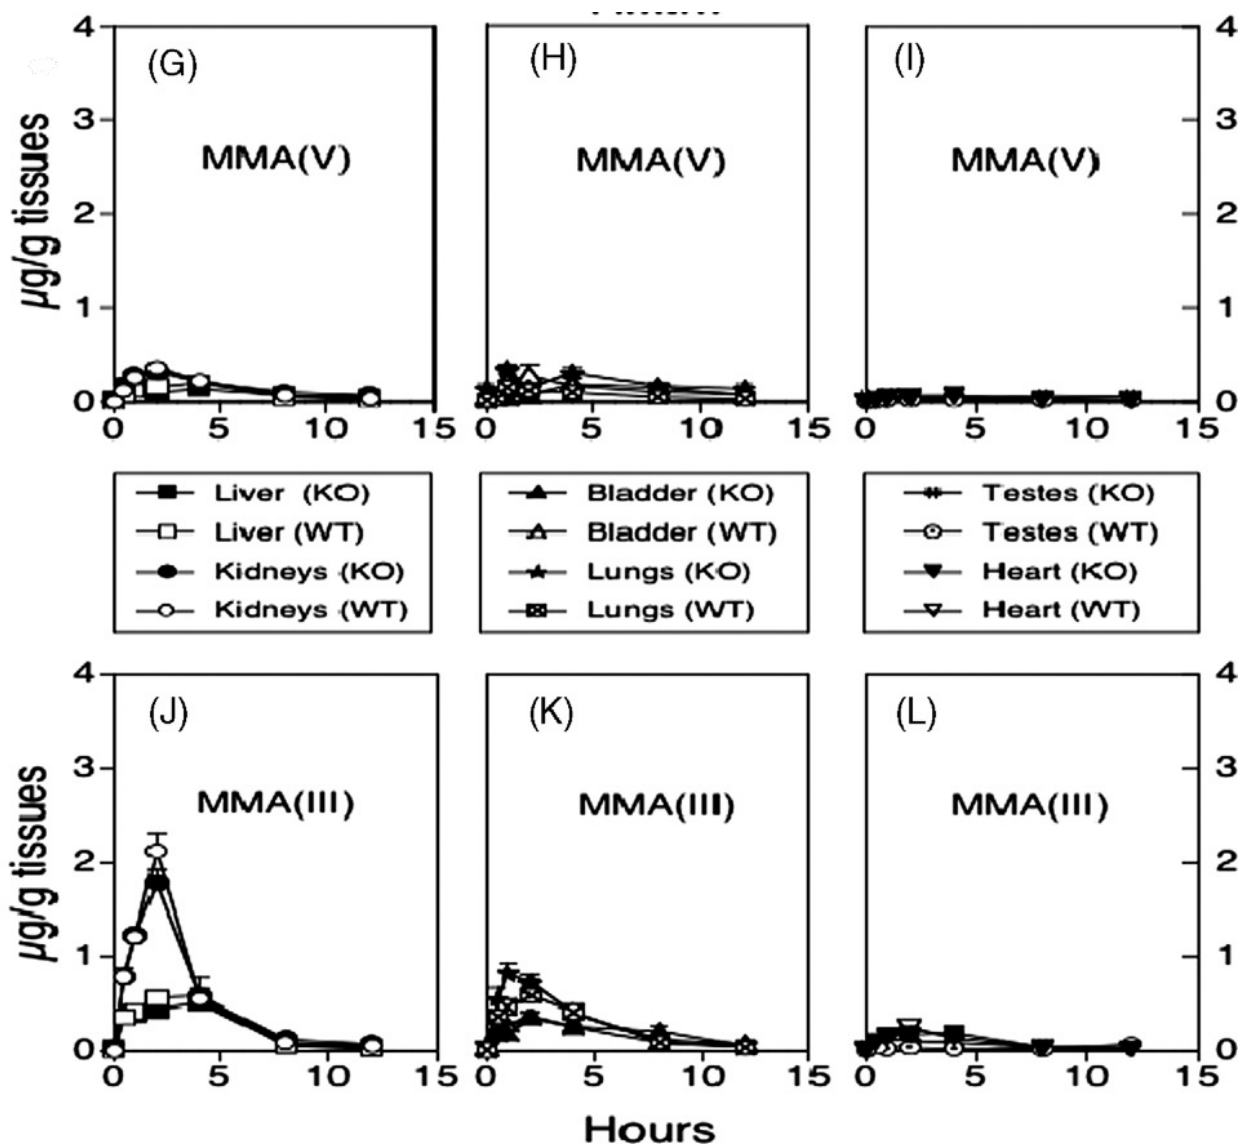 (G) (H) (I)
MMA(V) MMA(V) MMA(V)
µg/g tissues
4 3 2 1 0
4 3 2 1 0
0 5 10 15 0 5 10 15 0 5 10 15
Liver (KO)
Liver (WT)
Kidneys (KO)
Kidneys (WT)
Bladder (KO)
Bladder (WT)
Lungs (KO)
Lungs (WT)
Testes (KO)
Testes (WT)
Heart (KO)
Heart (WT)
(J) (K) (L)
MMA(III) MMA(III) MMA(III)
µg/g tissues
4 3 2 1 0
4 3 2 1 0
0 5 10 15 0 5 10 15 0 5 10 15
Hours